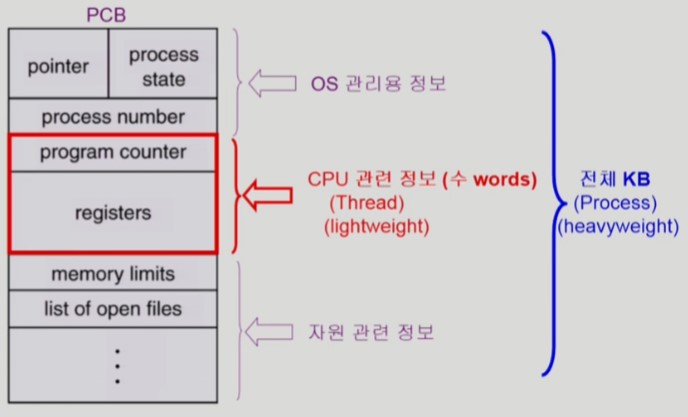 PCB
pointer
process
state
process number
program counter
registers
memory limits
list of open files
OS 관리용 정보
CPU 관련 정보 (수 words)
(Thread)
(lightweight)
자원 관련 정보
전체 KB
(Process)
(heavyweight)